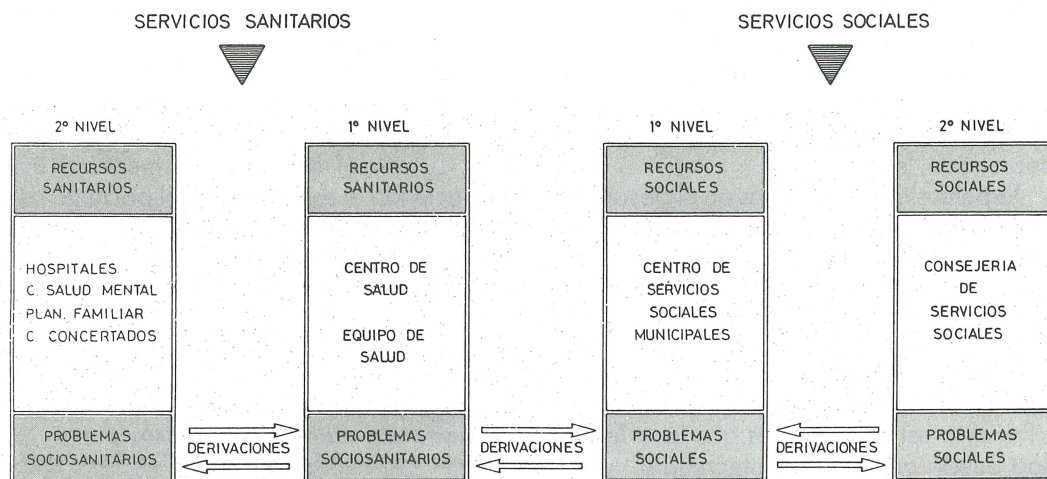 SERVICIOS SANITARIOS
SERVICIOS SOCIALES
2º NIVEL
RECURSOS
SANITARIOS
HOSPITALES
C. SALUD MENTAL
PLAN. FAMILIAR
C. CONCERTADOS
PROBLEMAS
SOCIOSANITARIOS
DERIVACIONES
1º NIVEL
RECURSOS
SANITARIOS
CENTRO DE
SALUD
EQUIPO DE
SALUD
PROBLEMAS
SOCIOSANITARIOS
DERIVACIONES
1º NIVEL
RECURSOS
SOCIALES
CENTRO DE
SERVICIOS
SOCIALES
MUNICIPALES
PROBLEMAS
SOCIALES
DERIVACIONES
2º NIVEL
RECURSOS
SOCIALES
CONSEJERIA
DE
SERVICIOS
SOCIALES
PROBLEMAS
SOCIALES